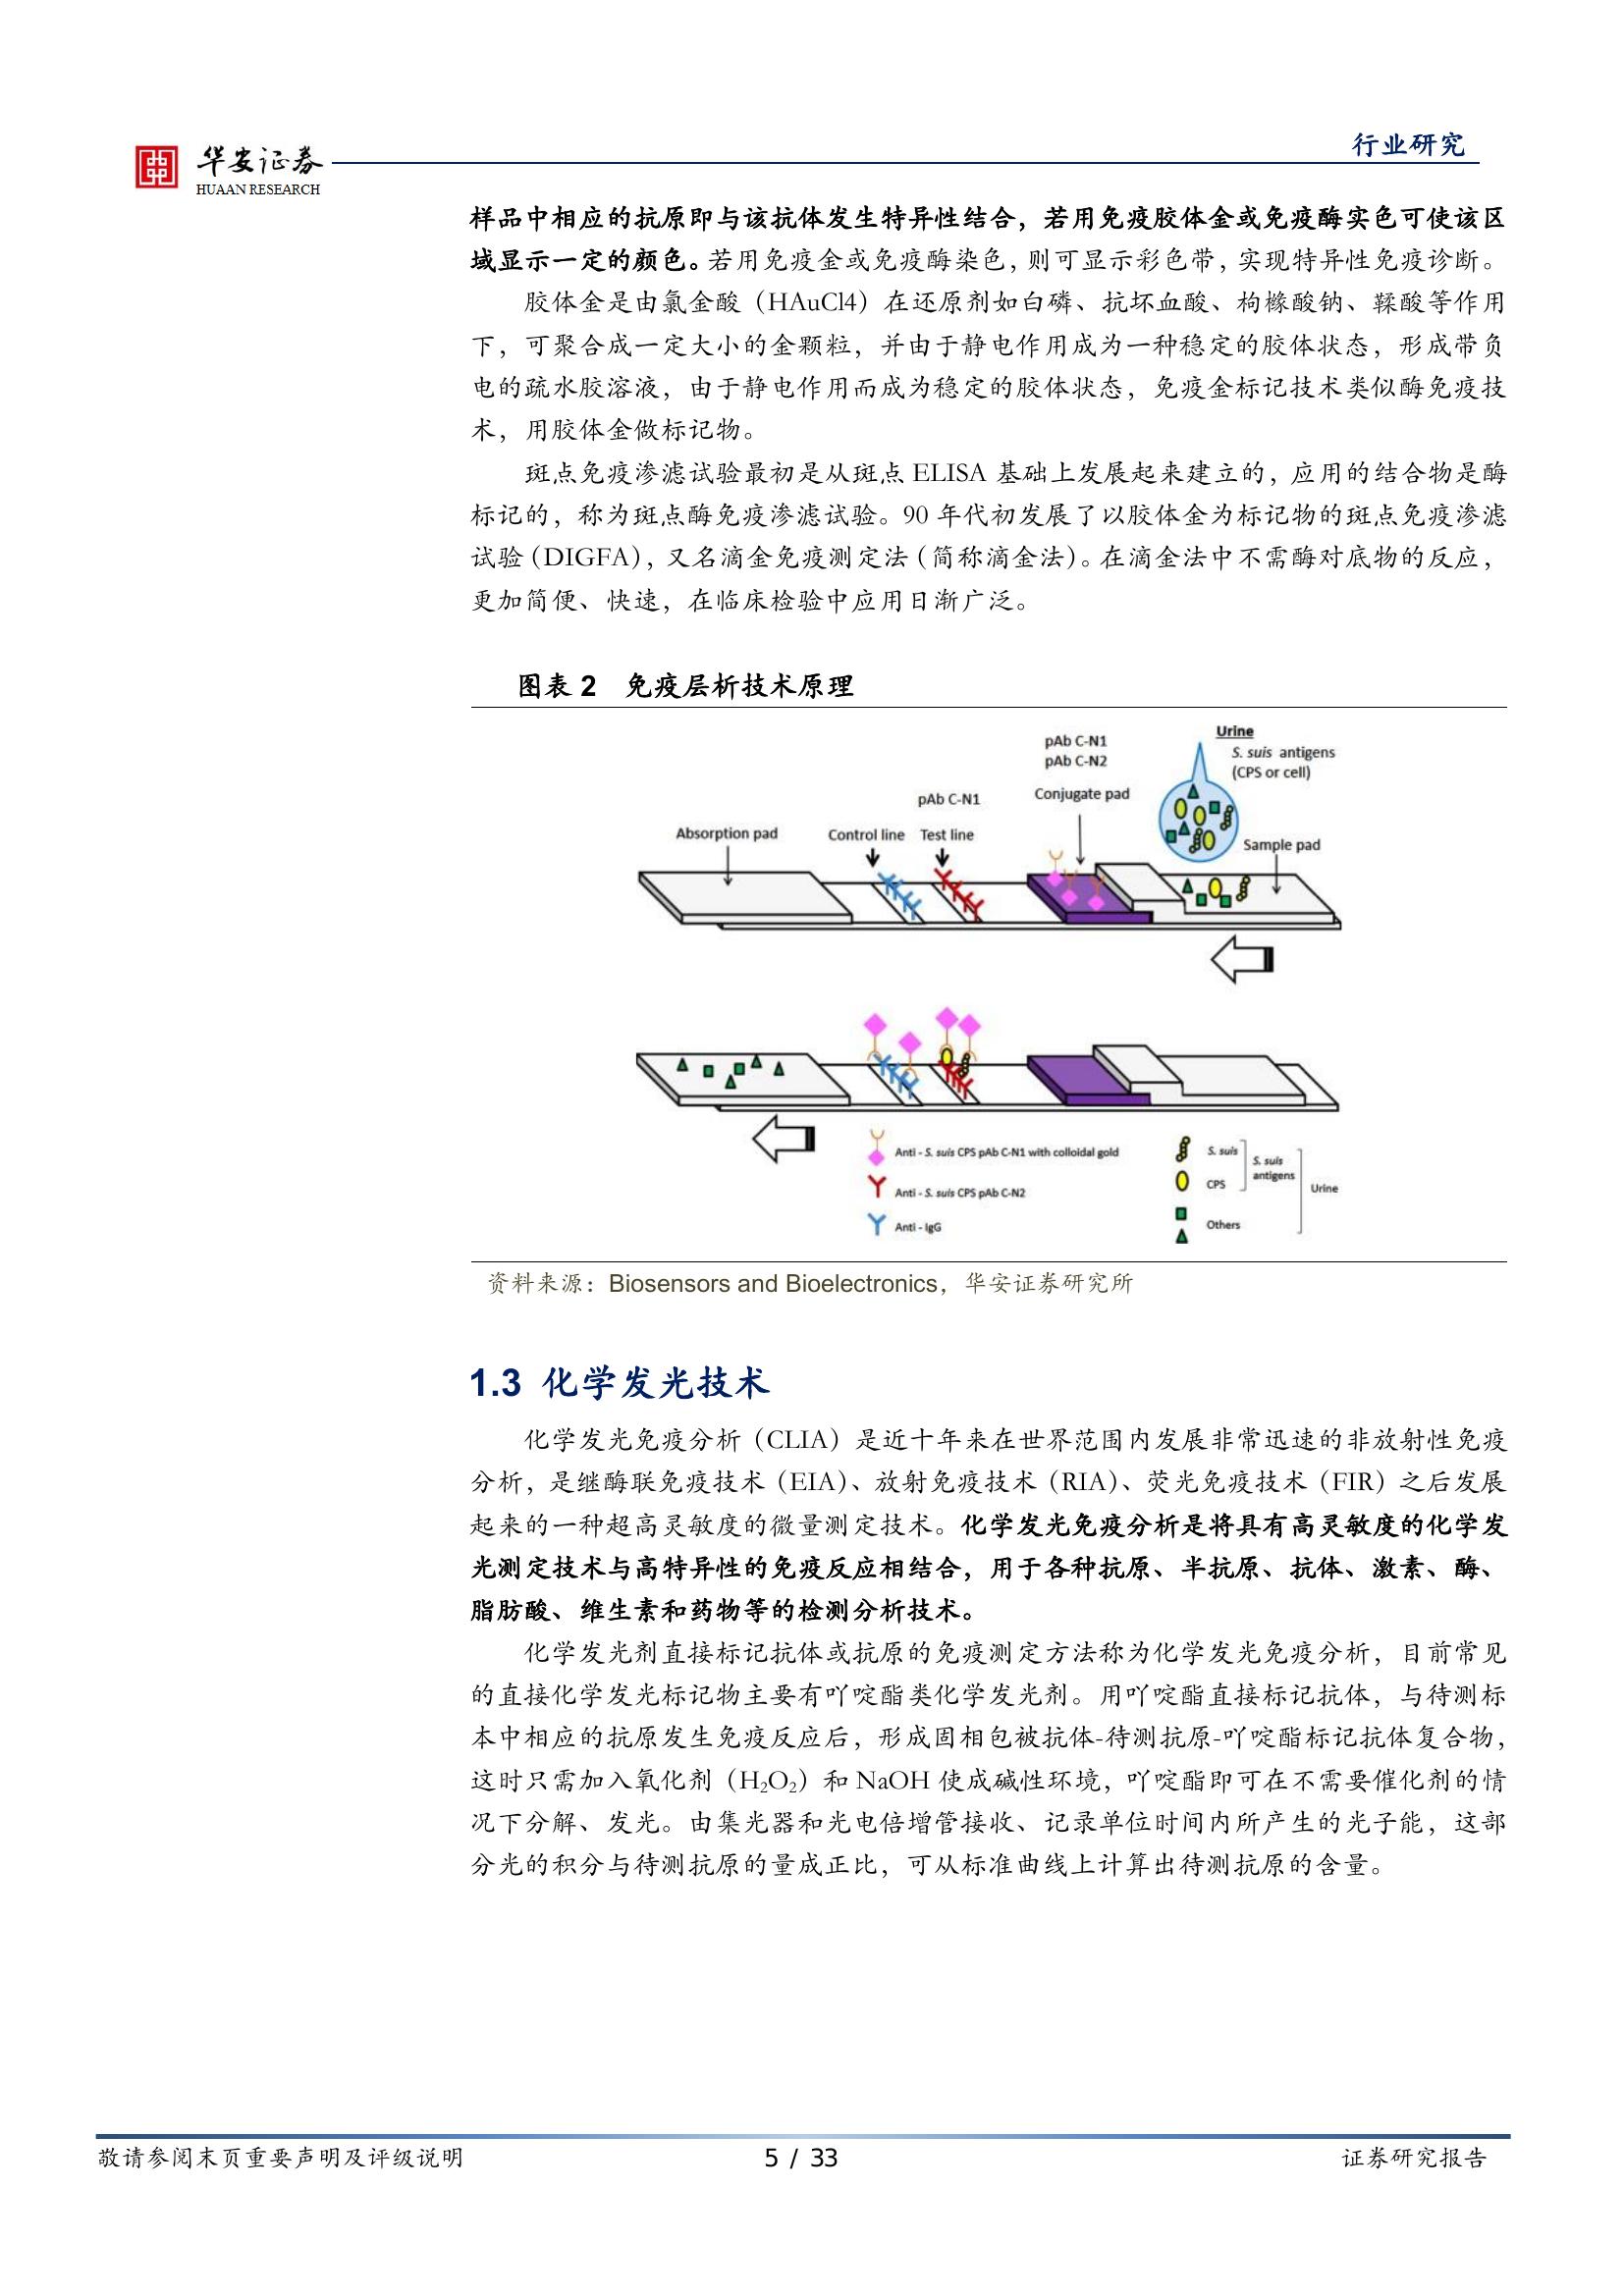 华安证券
HUAAN RESEARCH
行业研究
样品中相应的抗原即与该抗体发生特异性结合，若用免疫胶体金或免疫酶实色可使该区
域显示一定的颜色。若用免疫金或免疫酶染色，则可显示彩色带，实现特异性免疫诊断。
胶体金是由氯金酸（HAuCl4）在还原剂如白磷、抗坏血酸、枸橼酸钠、鞣酸等作用
下，可聚合成一定大小的金颗粒，并由于静电作用成为一种稳定的胶体状态，形成带负
电的疏水胶溶液，由于静电作用而成为稳定的胶体状态，免疫金标记技术类似酶免疫技
术，用胶体金做标记物。
斑点免疫渗滤试验最初是从斑点 ELISA 基础上发展起来建立的，应用的结合物是酶
标记的，称为斑点酶免疫渗滤试验。90 年代初发展了以胶体金为标记物的斑点免疫渗滤
试验（DIGFA），又名滴金免疫测定法（简称滴金法）。在滴金法中不需酶对底物的反应，
更加简便、快速，在临床检验中应用日渐广泛。
图表 2 免疫层析技术原理
Urine
S. suis antigens
(CPS or cell)
pAb C-N1
pAb C-N2
Conjugate pad
pAb C-N1
Absorption pad
Control line
Test line
Sample pad
Anti - S. suis CPS pAb C-N1 with colloidal gold
Anti - S. suis CPS pAb C-N2
Anti - IgG
S. suis
CPS
S. suis
antigens
Others
Urine
资料来源：Biosensors and Bioelectronics，华安证券研究所
1.3 化学发光技术
化学发光免疫分析（CLIA）是近十年来在世界范围内发展非常迅速的非放射性免疫
分析，是继酶联免疫技术（EIA）、放射免疫技术（RIA）、荧光免疫技术（FIR）之后发展
起来的一种超高灵敏度的微量测定技术。化学发光免疫分析是将具有高灵敏度的化学发
光测定技术与高特异性的免疫反应相结合，用于各种抗原、半抗原、抗体、激素、酶、
脂肪酸、维生素和药物等的检测分析技术。
化学发光剂直接标记抗体或抗原的免疫测定方法称为化学发光免疫分析，目前常见
的直接化学发光标记物主要有吖啶酯类化学发光剂。用吖啶酯直接标记抗体，与待测标
本中相应的抗原发生免疫反应后，形成固相包被抗体-待测抗原-吖啶酯标记抗体复合物，
这时只需加入氧化剂（H₂O₂）和 NaOH 使成碱性环境，吖啶酯即可在不需要催化剂的情
况下分解、发光。由集光器和光电倍增管接收、记录单位时间内所产生的光子能，这部
分光的积分与待测抗原的量成正比，可从标准曲线上计算出待测抗原的含量。
敬请参阅末页重要声明及评级说明
5 / 33
证券研究报告